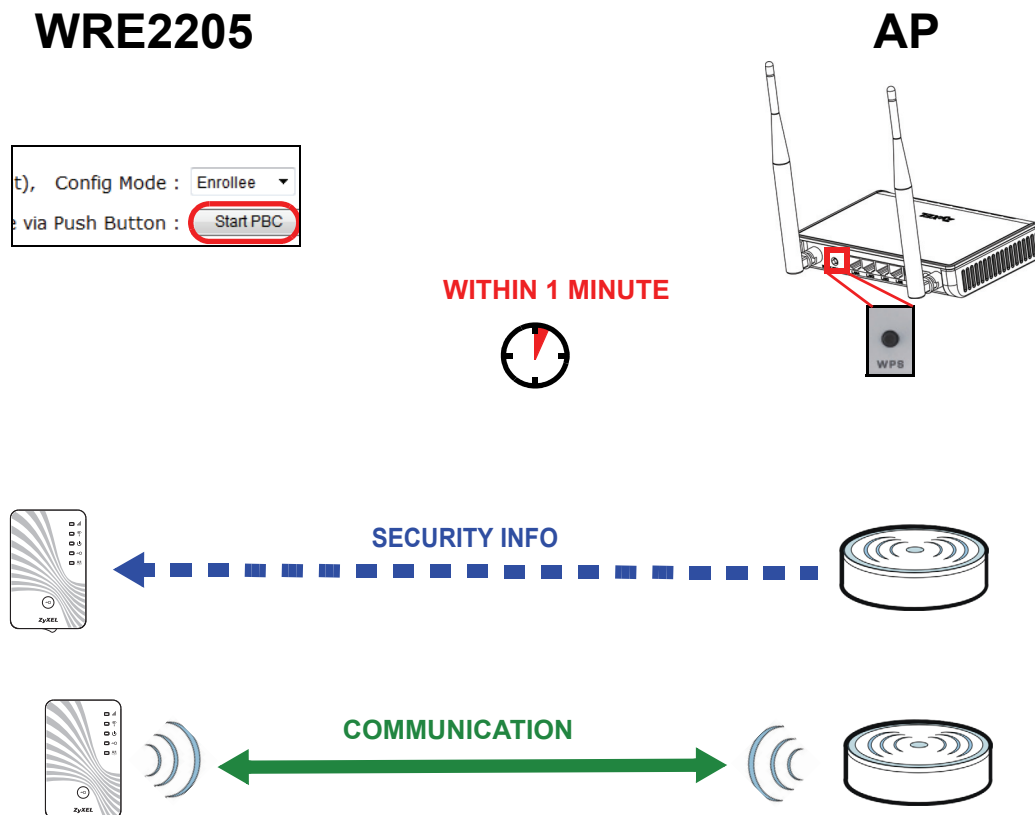 WRE2205
AP
t), Config Mode : Enrollee
e via Push Button : Start PBC
WITHIN 1 MINUTE
WPS
SECURITY INFO
ZyXEL
COMMUNICATION
ZyXEL